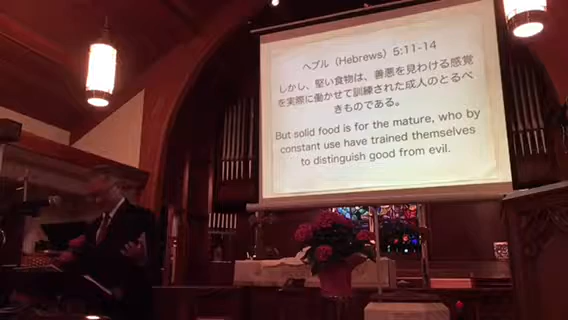 ヘブル（Hebrews）5:11-14
しかし、堅い食物は、善悪を見わける感覚
を実際に働かせて訓練された成人のとるべ
きものである。
But solid food is for the mature, who by
constant use have trained themselves
to distinguish good from evil.